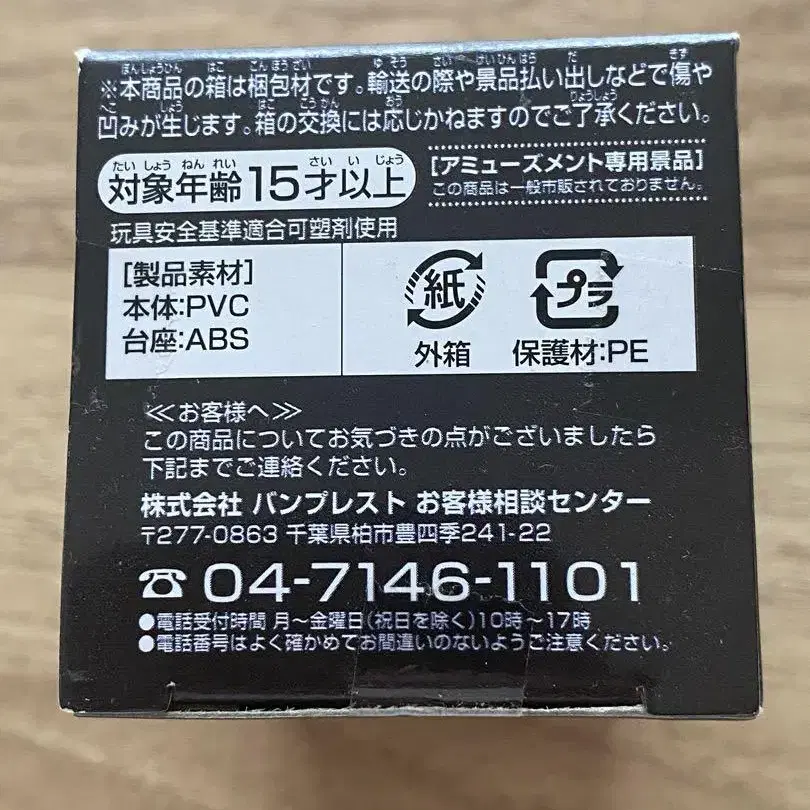 ※本商品の箱は梱包材です。輸送の際や景品払い出しなどで傷や
凹みが生じます。箱の交換には応じかねますのでご了承ください。
対象年齢15才以上
[アミューズメント専用景品]
この商品は一般市販されておりません。
玩具安全基準適合可塑剤使用
[製品素材]
本体:PVC
台座:ABS
紙
外箱
プラ
保護材:PE
≪お客様へ≫
この商品についてお気づきの点がございましたら
下記までご連絡ください。
株式会社 バンプレスト お客様相談センター
〒277-0863 千葉県柏市豊四季241-22
☎ 04-7146-1101
●電話受付時間 月～金曜日(祝日を除く)10時～17時
●電話番号はよく確かめてお間違いのないようご注意ください。